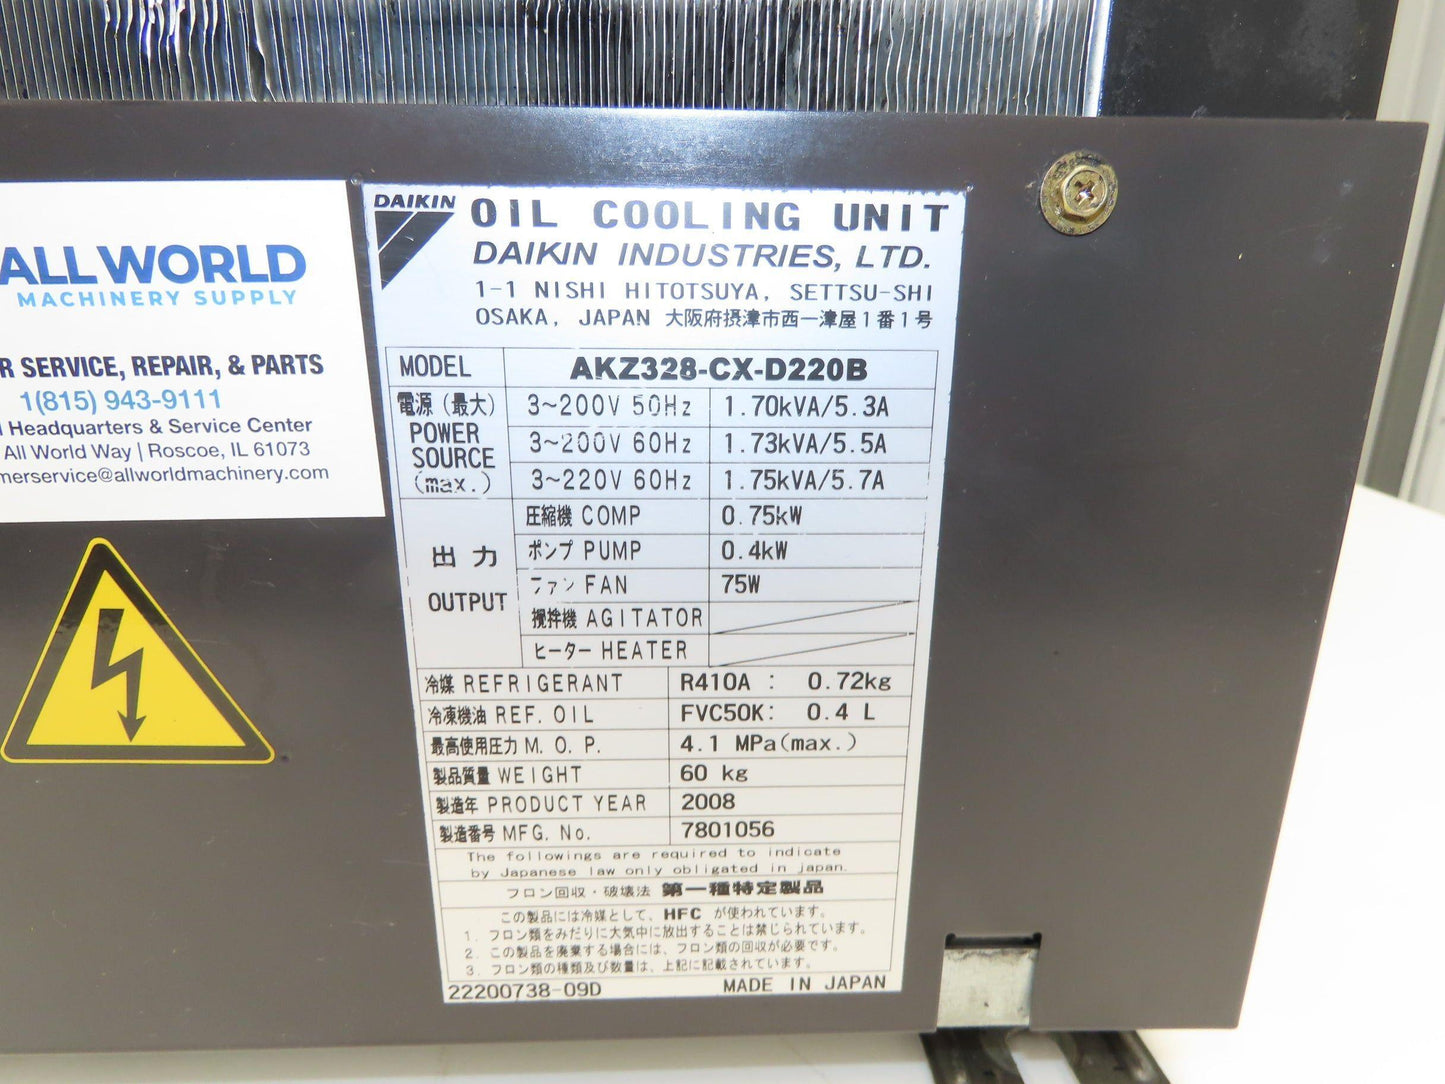 ALL WORLD
MACHINERY SUPPLY
R SERVICE, REPAIR, & PARTS
1(815) 943-9111
Headquarters & Service Center
All World Way | Roscoe, IL 61073
merservice@allworldmachinery.com
DAIKIN
OIL COOLING UNIT
DAIKIN INDUSTRIES, LTD.
1-1 NISHI HITOTSUYA, SETTSU-SHI
OSAKA, JAPAN 大阪府摂津市西一津屋1番1号
MODEL AKZ328-CX-D220B
電源(最大) POWER SOURCE (max.)
3~200V 50Hz 1.70kVA/5.3A
3~200V 60Hz 1.73kVA/5.5A
3~220V 60Hz 1.75kVA/5.7A
出力 OUTPUT
圧縮機 COMP 0.75kW
ポンプ PUMP 0.4kW
ファン FAN 75W
攪拌機 AGITATOR
ヒーター HEATER
冷媒 REFRIGERANT R410A : 0.72kg
冷凍機油 REF. OIL FVC50K: 0.4 L
最高使用圧力 M. O. P. 4.1 MPa(max.)
製品質量 WEIGHT 60 kg
製造年 PRODUCT YEAR 2008
製造番号 MFG. No. 7801056
The followings are required to indicate
by Japanese law only obligated in japan.
フロン回収・破壊法 第一種特定製品
この製品には冷媒として、HFC が使われています。
1. フロン類をみだりに大気中に放出することは禁じられています。
2. この製品を廃棄する場合には、フロン類の回収が必要です。
3. フロン類の種類及び数量は、上記に記載されています。
22200738-09D MADE IN JAPAN